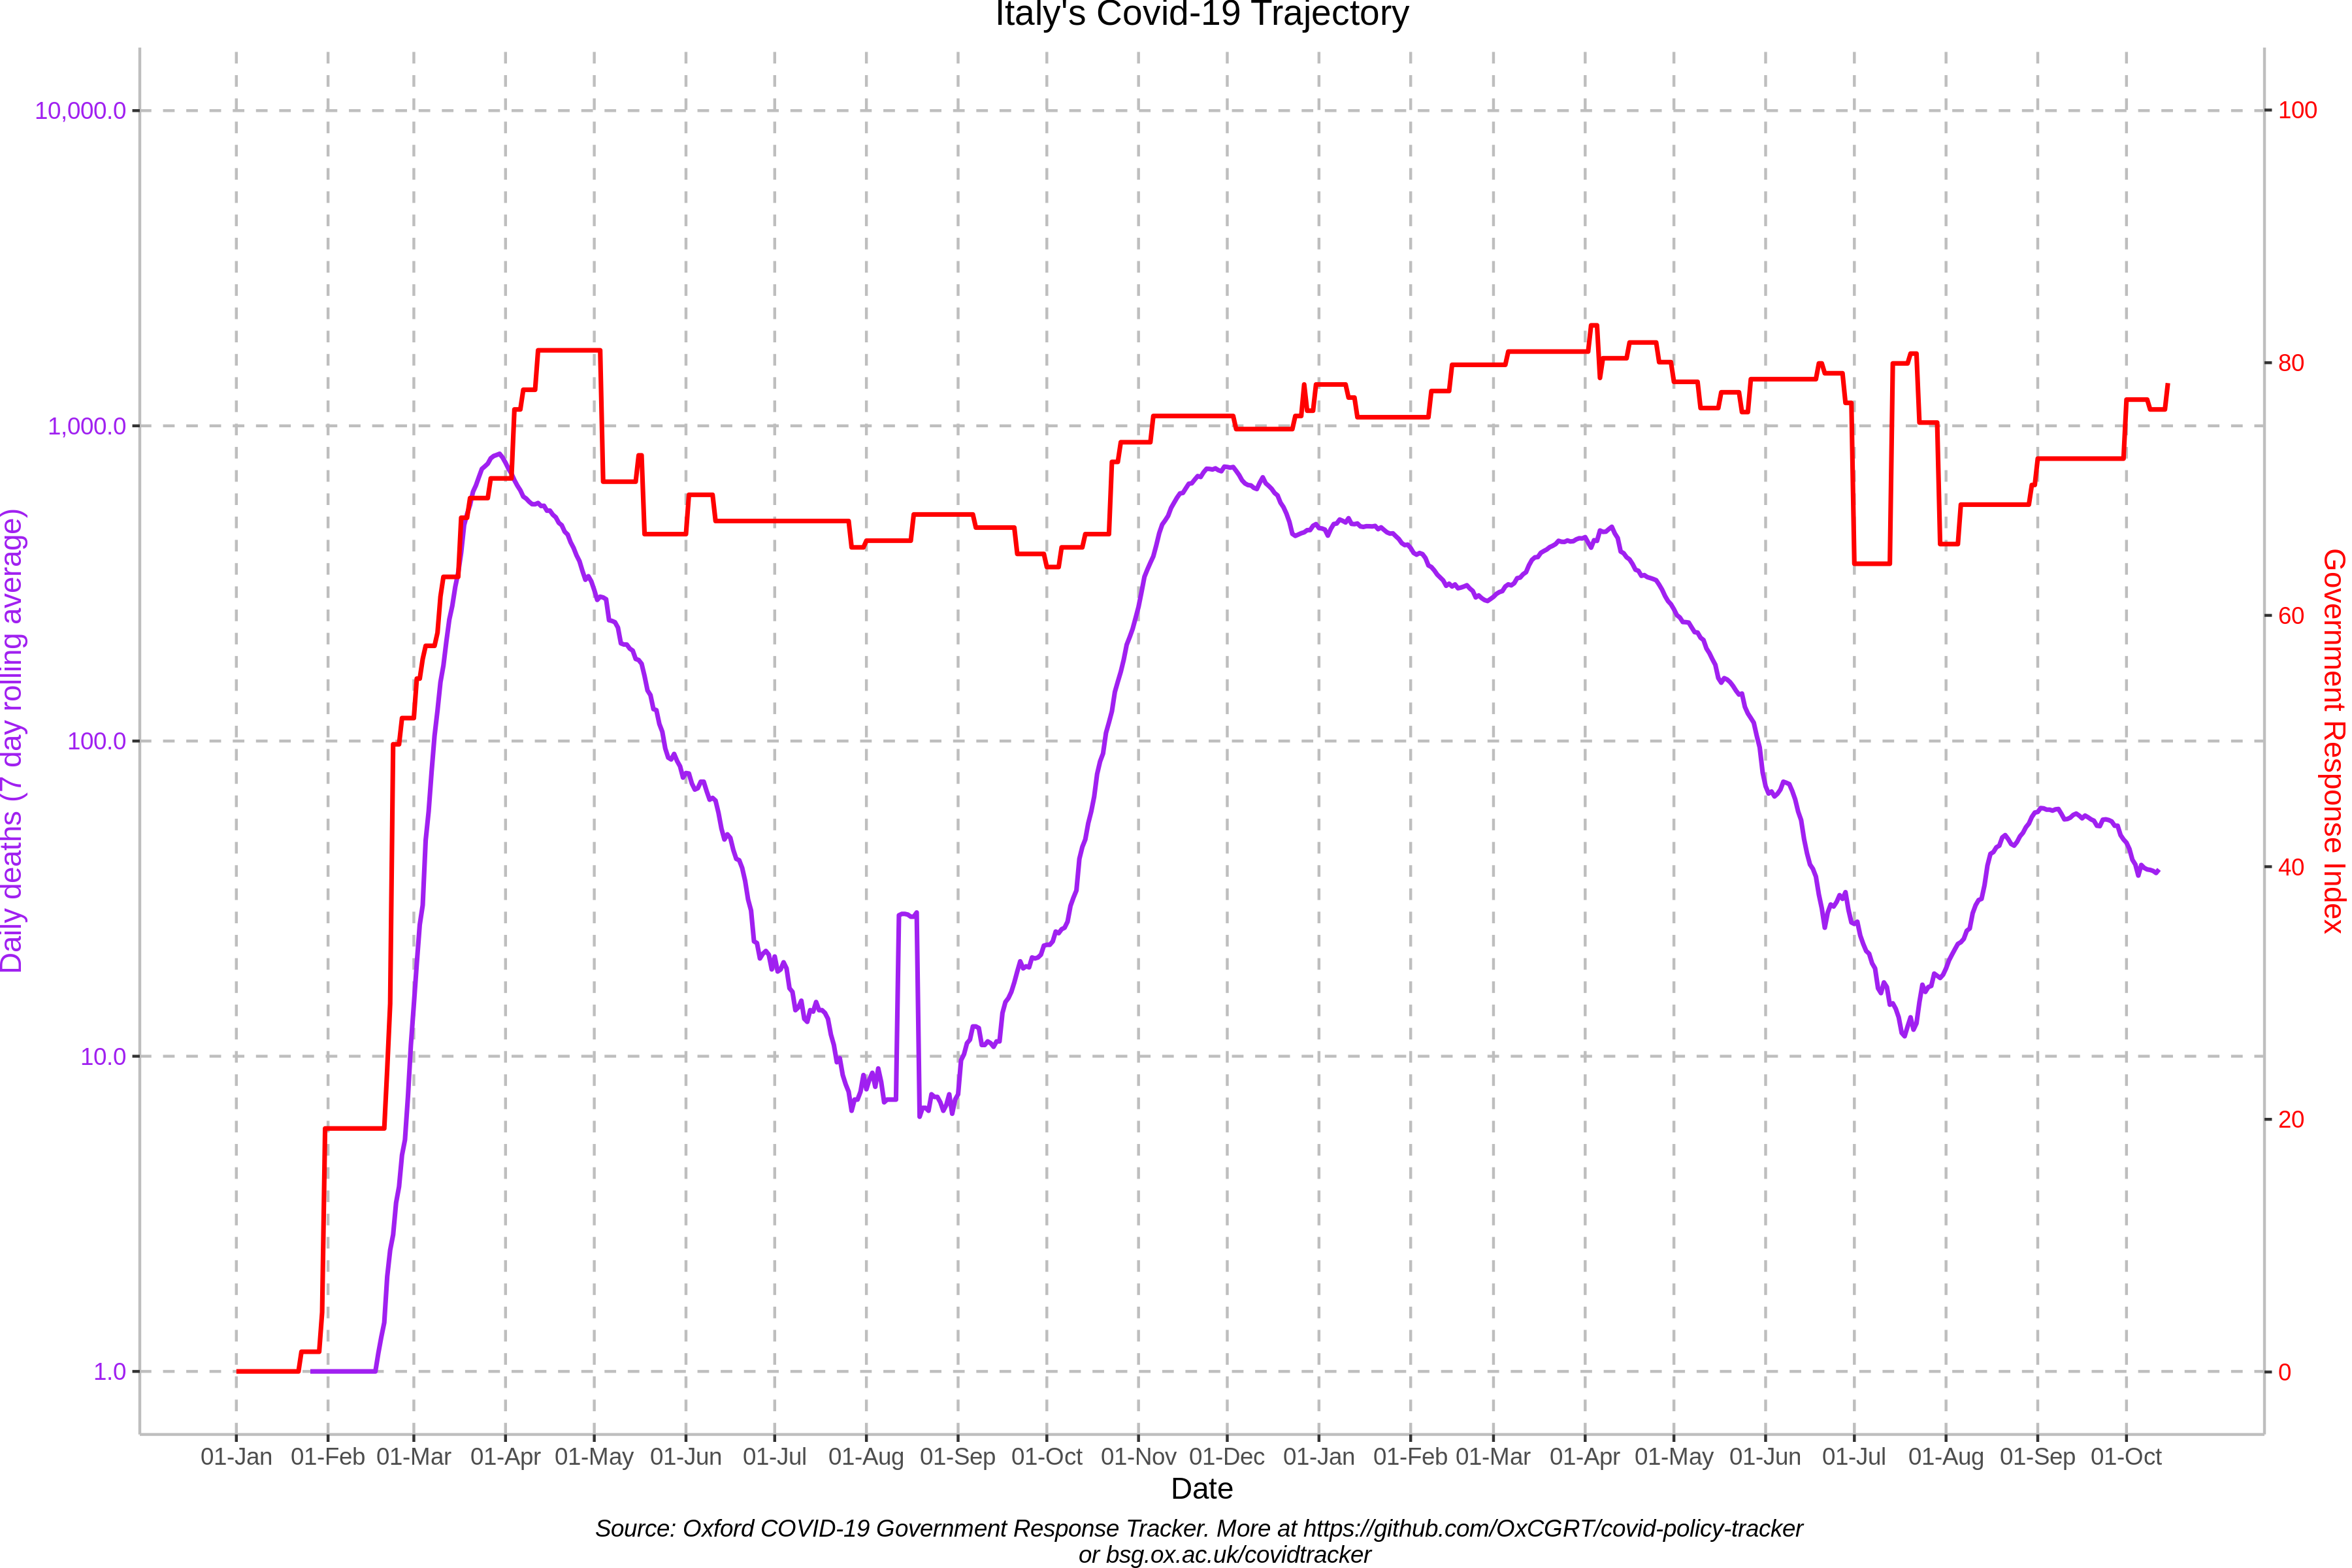 Italy's Covid-19 Trajectory
10,000.0
1,000.0
100.0
10.0
1.0
Daily deaths (7 day rolling average)
100
80
60
40
20
0
Government Response Index
01-Jan 01-Feb 01-Mar 01-Apr 01-May 01-Jun 01-Jul 01-Aug 01-Sep 01-Oct 01-Nov 01-Dec 01-Jan 01-Feb 01-Mar 01-Apr 01-May 01-Jun 01-Jul 01-Aug 01-Sep 01-Oct
Date
Source: Oxford COVID-19 Government Response Tracker. More at https://github.com/OxCGRT/covid-policy-tracker
or bsg.ox.ac.uk/covidtracker